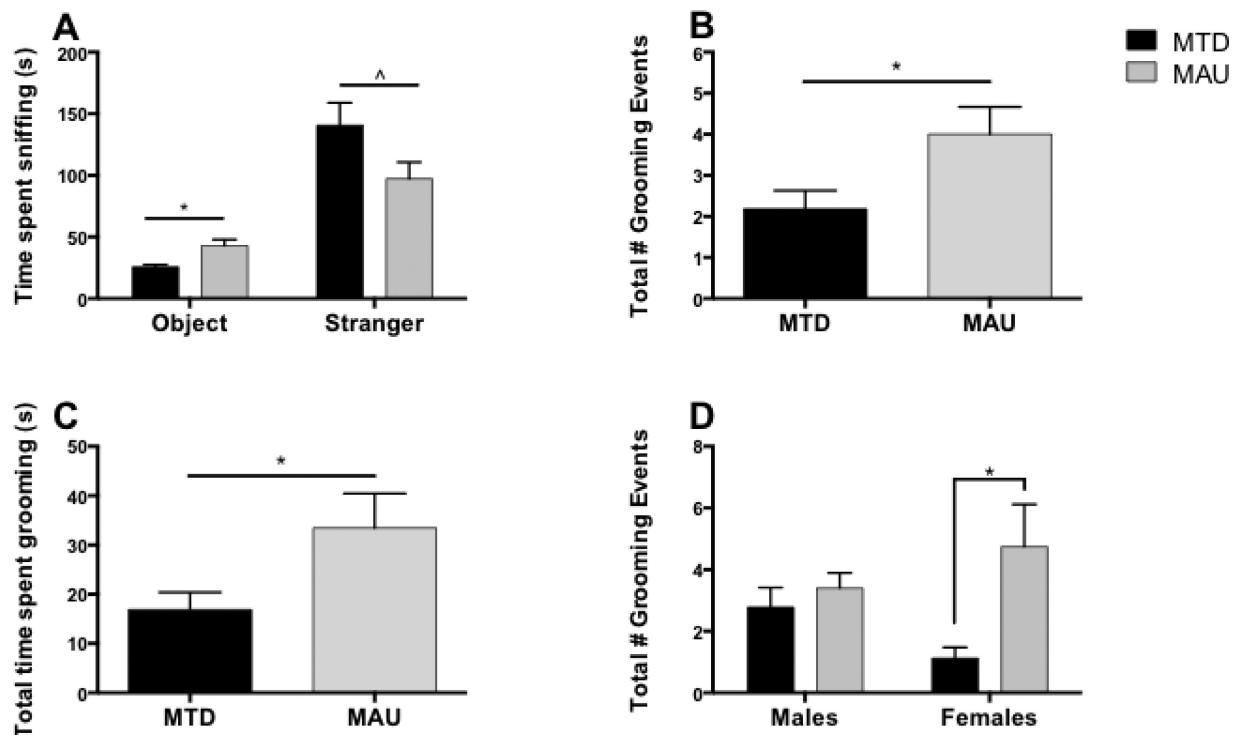 A
Time spent sniffing (s)
200
150
100
50
0
*
^
Object
Stranger
B
Total # Grooming Events
6
5
4
3
2
1
0
*
MTD
MAU
MTD
MAU
C
Total time spent grooming (s)
50
40
30
20
10
0
*
MTD
MAU
D
Total # Grooming Events
8
6
4
2
0
*
Males
Females